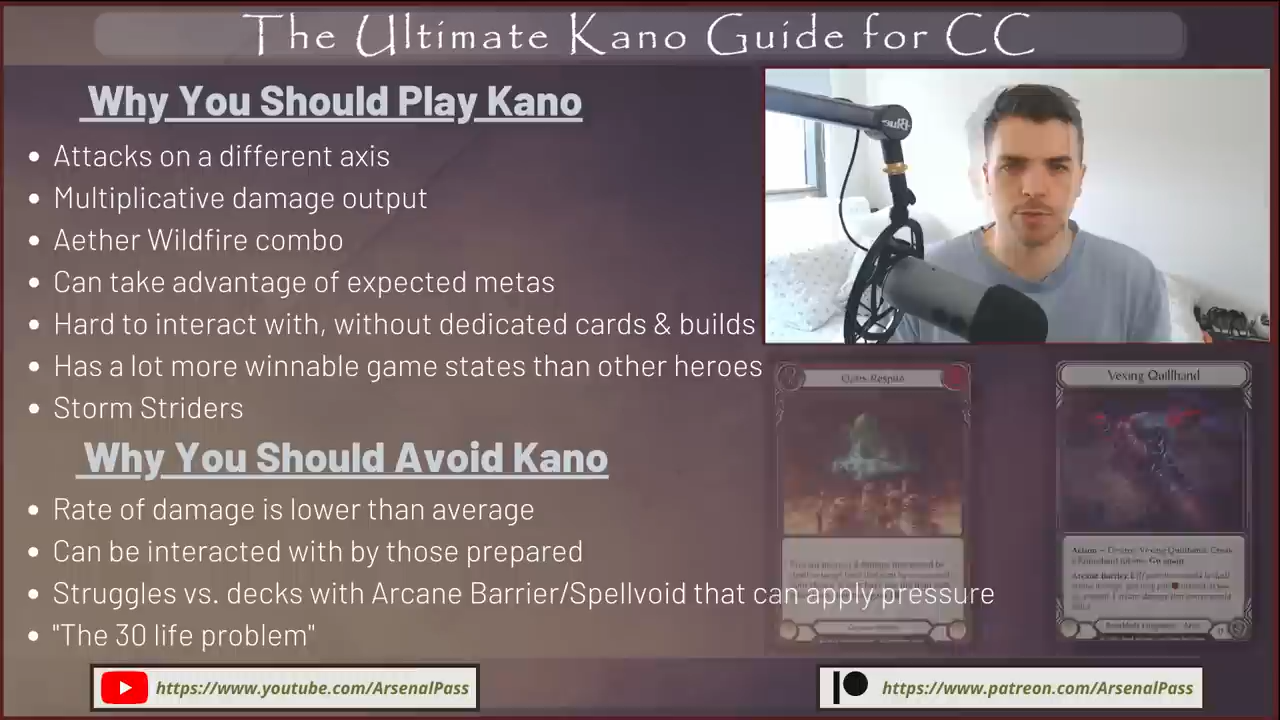 The Ultimate Kano Guide for CC
Why You Should Play Kano
• Attacks on a different axis
• Multiplicative damage output
• Aether Wildfire combo
• Can take advantage of expected metas
• Hard to interact with, without dedicated cards & builds
• Has a lot more winnable game states than other heroes
• Storm Striders
Why You Should Avoid Kano
• Rate of damage is lower than average
• Can be interacted with by those prepared
• Struggles vs. decks with Arcane Barrier/Spellvoid that can apply pressure
• "The 30 life problem"
Blue
Oasis Respite
Vexing Quillhand
https://www.youtube.com/ArsenalPass
https://www.patreon.com/ArsenalPass